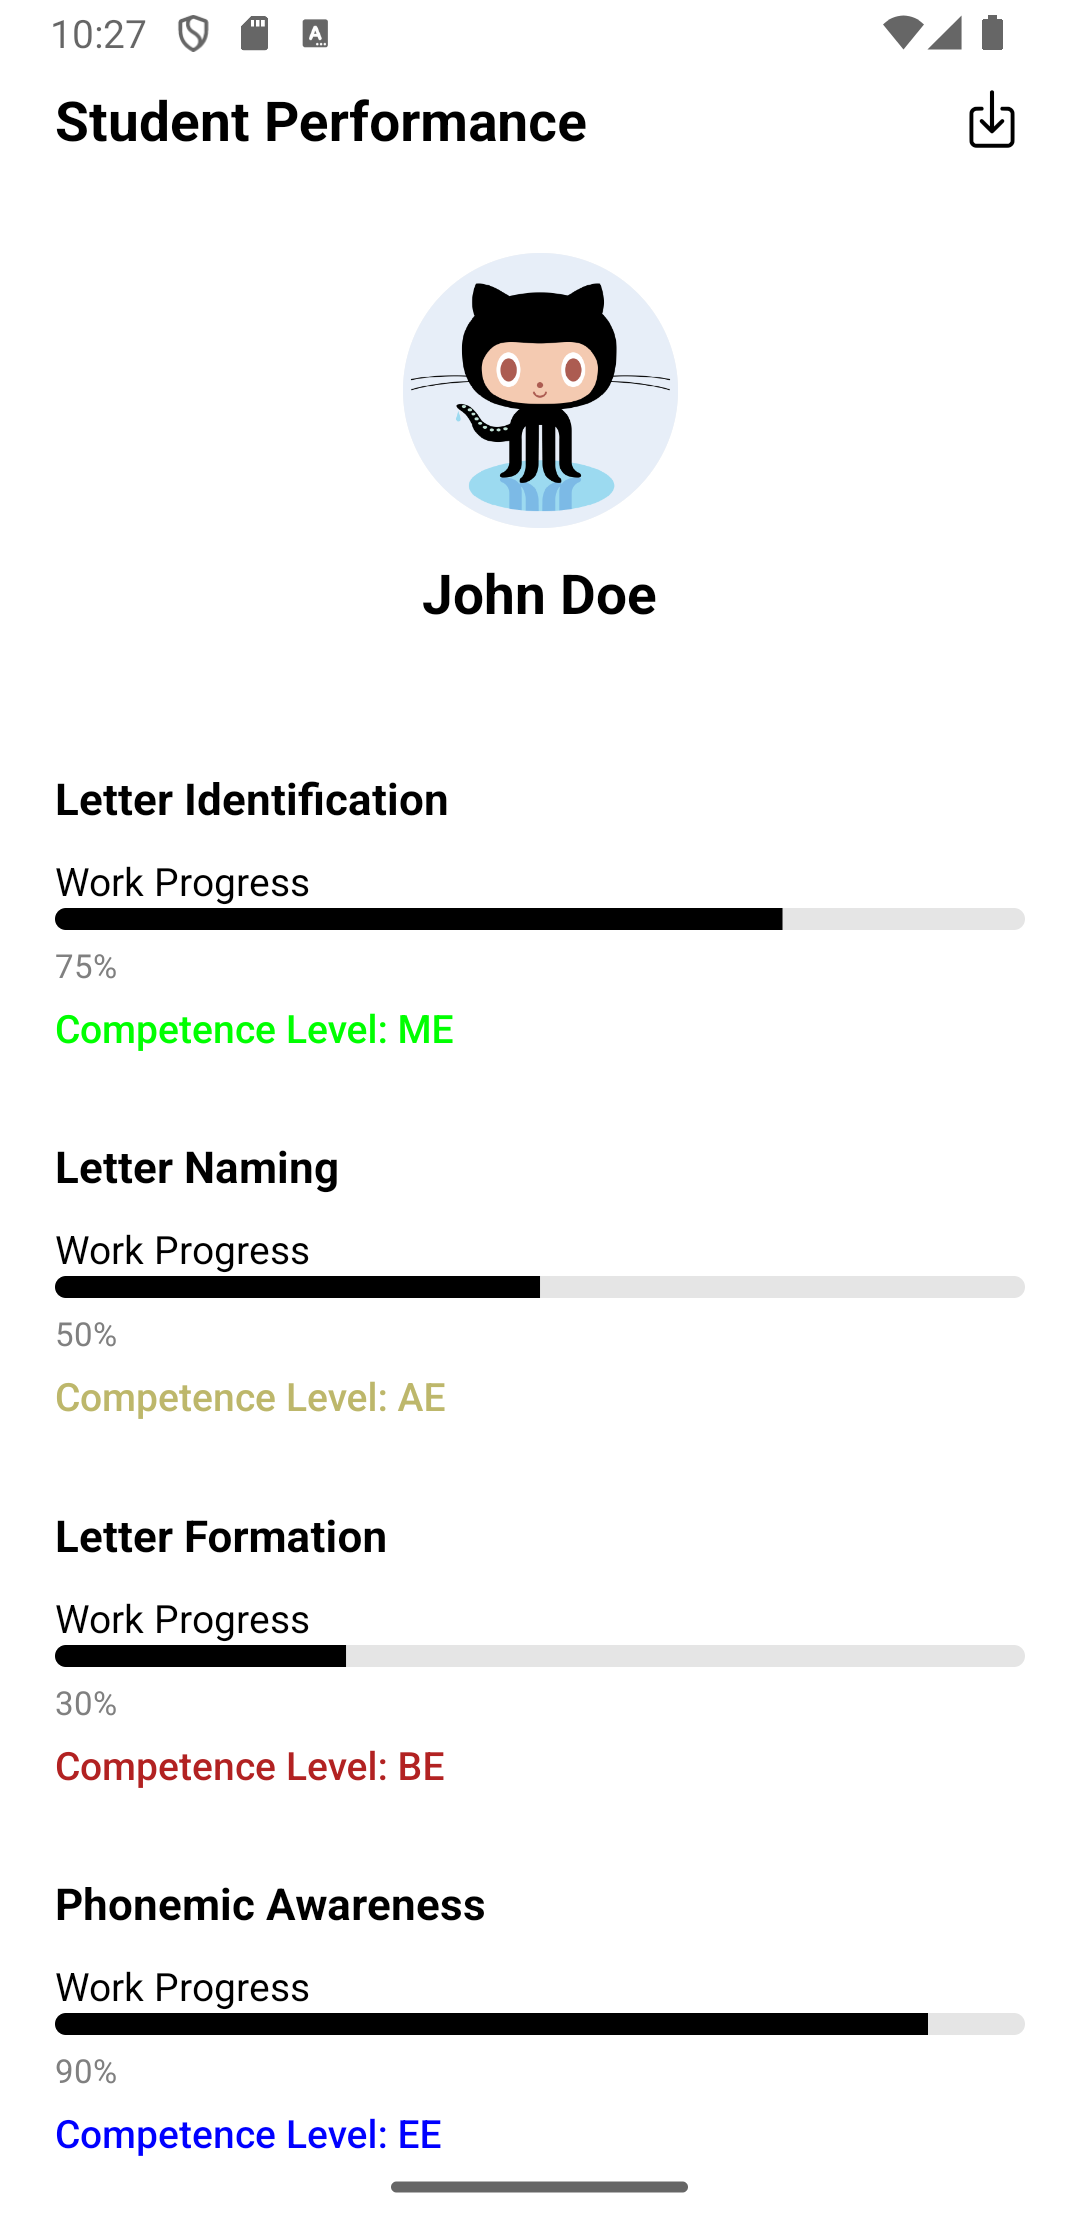 10:27
Student Performance
John Doe
Letter Identification
Work Progress
75%
Competence Level: ME
Letter Naming
Work Progress
50%
Competence Level: AE
Letter Formation
Work Progress
30%
Competence Level: BE
Phonemic Awareness
Work Progress
90%
Competence Level: EE